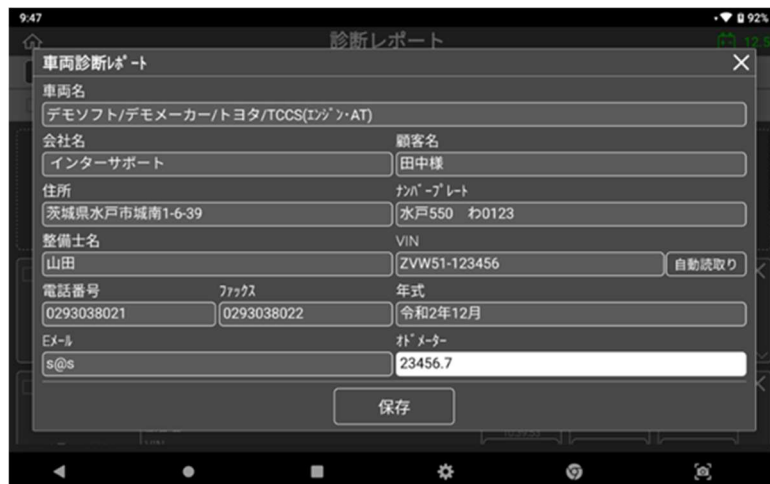 9:47
92%
診断レポート
12.5
車両診断ﾚﾎﾟｰﾄ
車両名
デモソフト/デモメーカー/トヨタ/TCCS(ｴﾝｼﾞﾝ･AT)
会社名
顧客名
インターサポート
田中様
住所
ﾅﾝﾊﾞｰﾌﾟﾚｰﾄ
茨城県水戸市城南1-6-39
水戸550 わ0123
整備士名
VIN
山田
ZVW51-123456
自動読取り
電話番号
ﾌｧｯｸｽ
年式
0293038021
0293038022
令和2年12月
Eﾒｰﾙ
ｵﾄﾞﾒｰﾀｰ
s@s
23456.7
保存
VIN